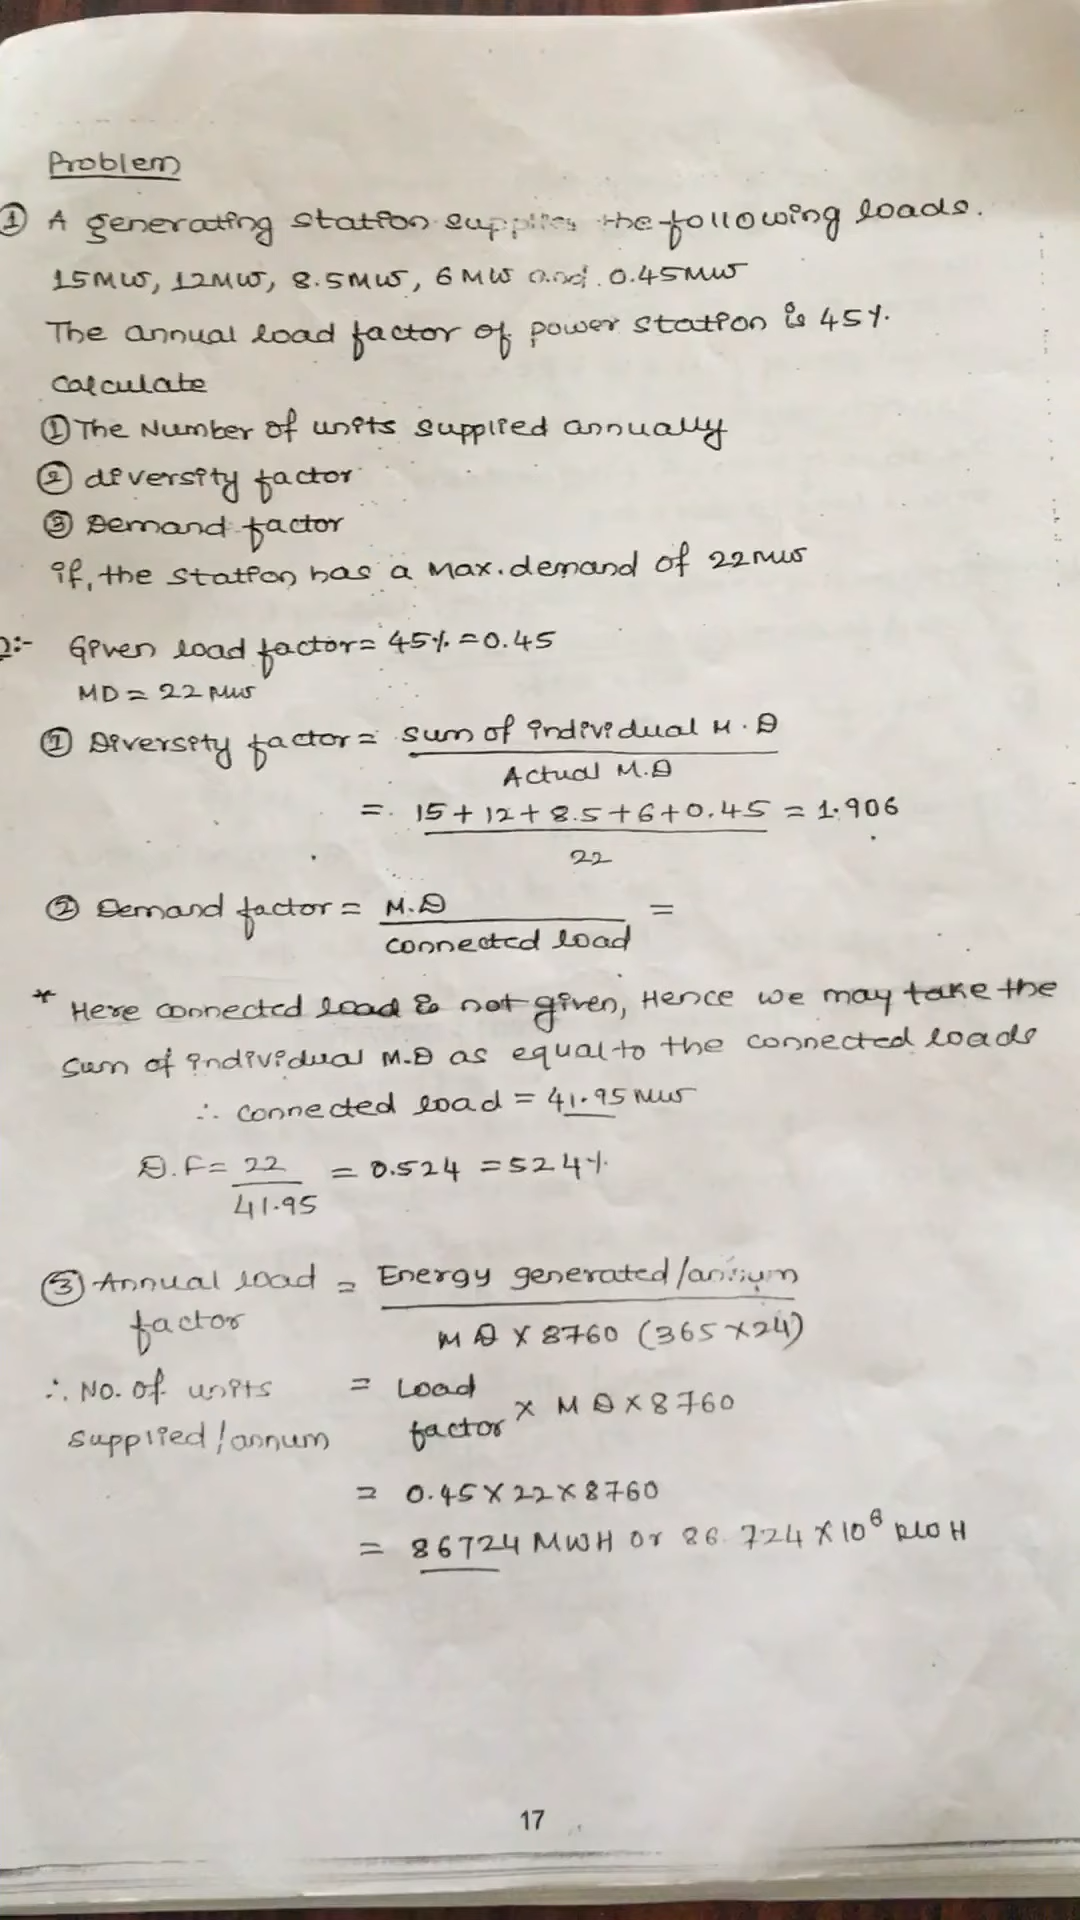 Problem
① A generating station supplies the following loads.
15MW, 12MW, 8.5MW, 6 MW and 0.45MW
The annual load factor of power station is 45%.
calculate
① The Number of units supplied annually
② diversity factor
③ Demand factor
if, the station has a Max. demand of 22MW
Given load factor = 45% = 0.45
MD = 22 MW
① Diversity factor = sum of individual M.D
Actual M.D
= 15 + 12 + 8.5 + 6 + 0.45 = 1.906
22
② Demand factor = M.D =
connected load
* Here connected load is not given, Hence we may take the
sum of individual M.D as equal to the connected loads
∴ connected load = 41.95 MW
D.F = 22 = 0.524 = 524%
41.95
③ Annual load = Energy generated/annum
factor M D X 8760 (365 X 24)
∴ No. of units = Load X M D X 8760
supplied/annum factor
= 0.45 X 22 X 8760
= 86724 MWH or 86.724 X 10⁶ KWH
17